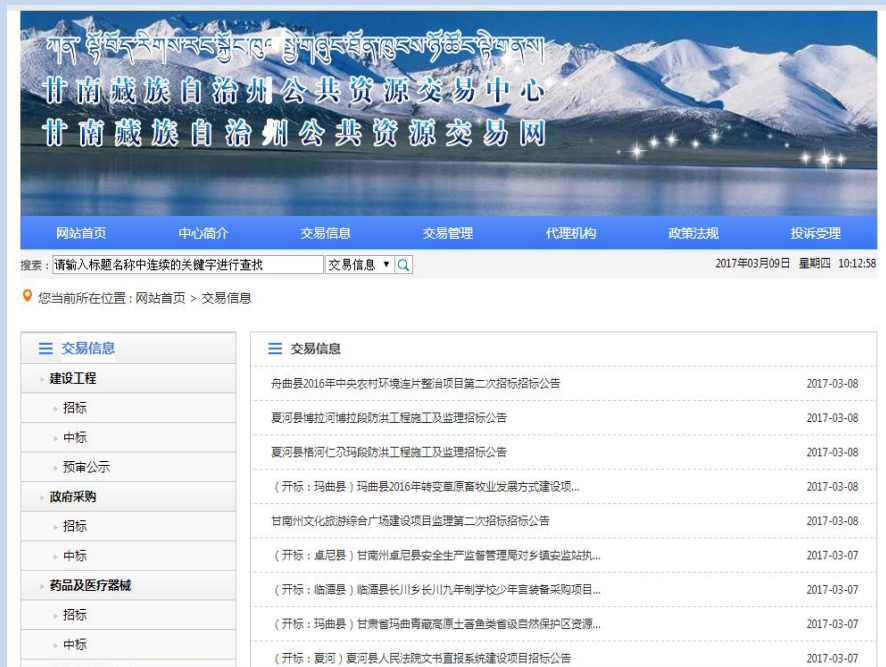 甘南藏族自治州公共资源交易中心
甘南藏族自治州公共资源交易网
网站首页 中心简介 交易信息 交易管理 代理机构 政策法规 投诉受理
搜索：请输入标题名称中连续的关键字进行查找 交易信息 2017年03月09日 星期四 10:12:58
您当前所在位置：网站首页 > 交易信息
交易信息
建设工程
招标
中标
预审公示
政府采购
招标
中标
药品及医疗器械
招标
中标
交易信息
舟曲县2016年中央农村环境连片整治项目第二次招标招标公告 2017-03-08
夏河县博拉河博拉段防洪工程施工及监理招标公告 2017-03-08
夏河县格河仁尕玛段防洪工程施工及监理招标公告 2017-03-08
（开标：玛曲县）玛曲县2016年转变草原畜牧业发展方式建设项... 2017-03-08
甘南州文化旅游综合广场建设项目监理第二次招标招标公告 2017-03-08
（开标：卓尼县）甘南州卓尼县安全生产监督管理局对乡镇安监站执... 2017-03-07
（开标：临潭县）临潭县长川乡长川九年制学校少年宫装备采购项目... 2017-03-07
（开标：玛曲县）甘肃省玛曲青藏高原土著鱼类省级自然保护区资源... 2017-03-07
（开标：夏河）夏河县人民法院文书直报系统建设项目招标公告 2017-03-07